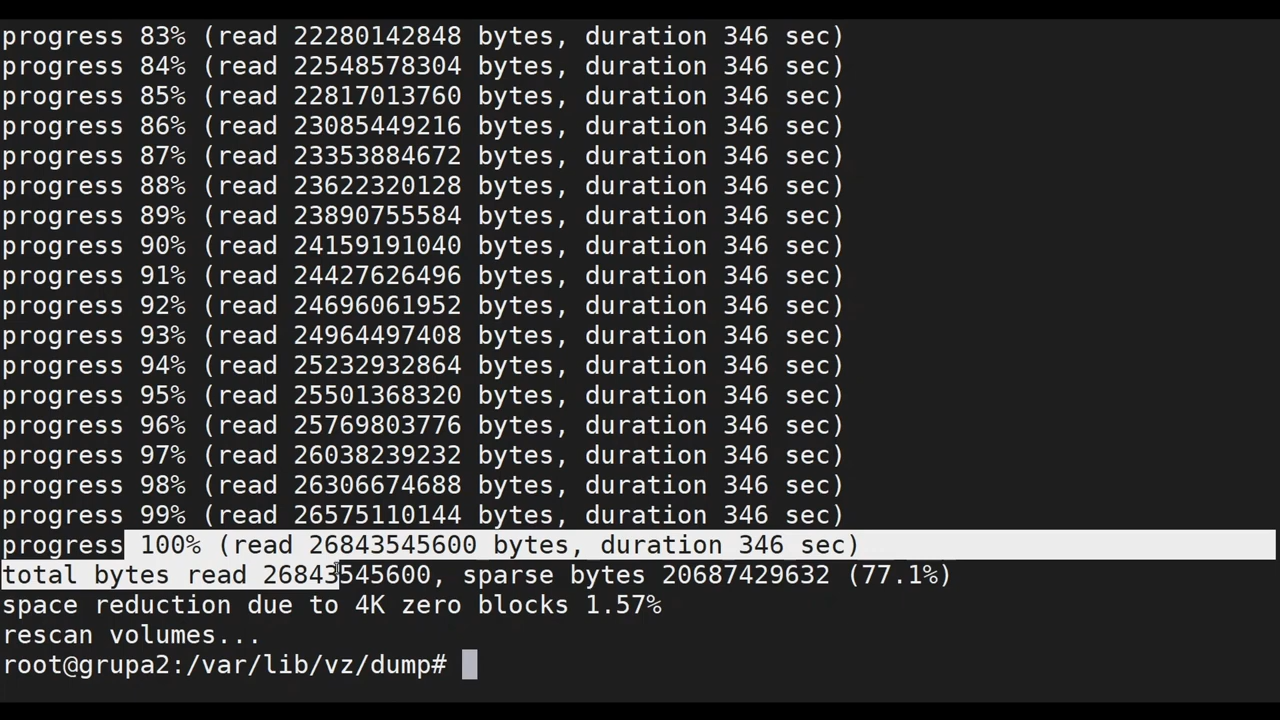 progress 83% (read 22280142848 bytes, duration 346 sec)
progress 84% (read 22548578304 bytes, duration 346 sec)
progress 85% (read 22817013760 bytes, duration 346 sec)
progress 86% (read 23085449216 bytes, duration 346 sec)
progress 87% (read 23353884672 bytes, duration 346 sec)
progress 88% (read 23622320128 bytes, duration 346 sec)
progress 89% (read 23890755584 bytes, duration 346 sec)
progress 90% (read 24159191040 bytes, duration 346 sec)
progress 91% (read 24427626496 bytes, duration 346 sec)
progress 92% (read 24696061952 bytes, duration 346 sec)
progress 93% (read 24964497408 bytes, duration 346 sec)
progress 94% (read 25232932864 bytes, duration 346 sec)
progress 95% (read 25501368320 bytes, duration 346 sec)
progress 96% (read 25769803776 bytes, duration 346 sec)
progress 97% (read 26038239232 bytes, duration 346 sec)
progress 98% (read 26306674688 bytes, duration 346 sec)
progress 99% (read 26575110144 bytes, duration 346 sec)
progress 100% (read 26843545600 bytes, duration 346 sec)
total bytes read 26843545600, sparse bytes 20687429632 (77.1%)
space reduction due to 4K zero blocks 1.57%
rescan volumes...
root@grupa2:/var/lib/vz/dump#